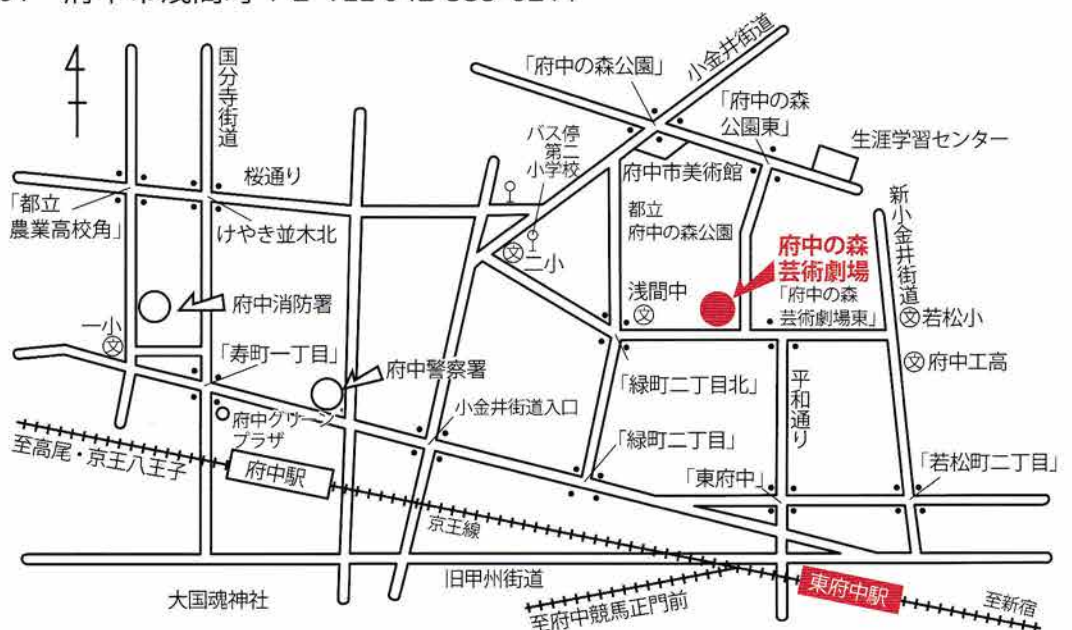 国分寺街道
「府中の森公園」
小金井街道
「府中の森
公園東」
生涯学習センター
バス停
第二
小学校
桜通り
府中市美術館
「都立
農業高校角」
けやき並木北
都立
府中の森公園
新小金井街道
二小
府中の森
芸術劇場
浅間中
「府中の森
芸術劇場東」
若松小
府中消防署
一小
「寿町一丁目」
府中工高
府中警察署
「緑町二丁目北」
平和通り
小金井街道入口
府中グリーン
プラザ
「緑町二丁目」
「若松町二丁目」
至高尾・京王八王子
府中駅
「東府中」
京王線
旧甲州街道
東府中駅
大国魂神社
至府中競馬正門前
至新宿